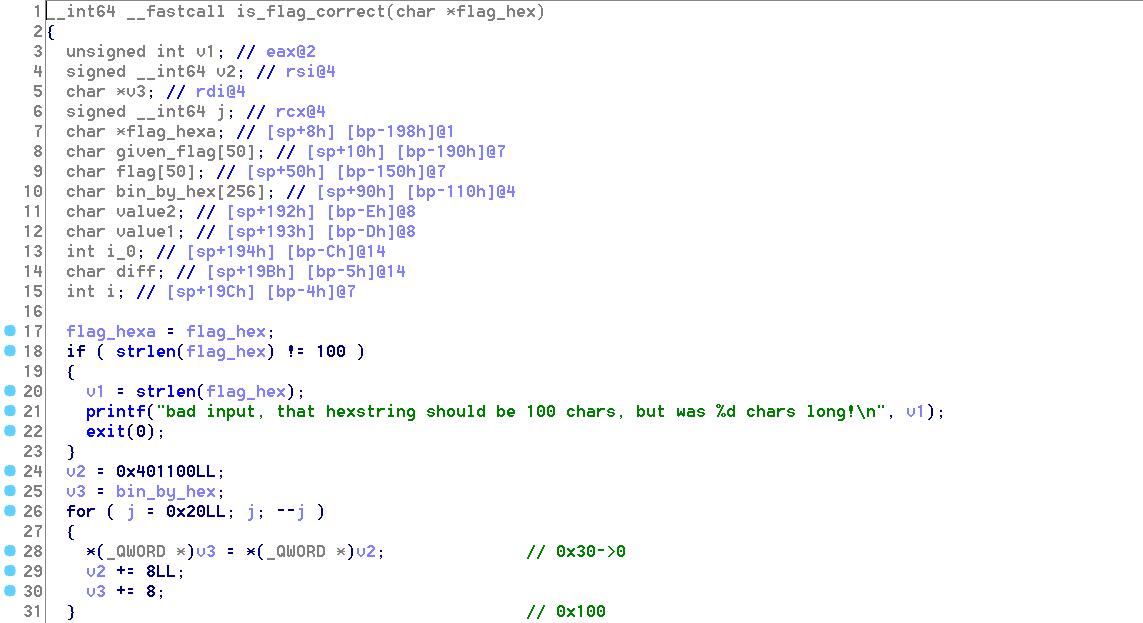 1 __int64 __fastcall is_flag_correct(char *flag_hex)
2 {
3 unsigned int v1; // eax@2
4 signed __int64 v2; // rsi@4
5 char *v3; // rdi@4
6 signed __int64 j; // rcx@4
7 char *flag_hexa; // [sp+8h] [bp-198h]@1
8 char given_flag[50]; // [sp+10h] [bp-190h]@7
9 char flag[50]; // [sp+50h] [bp-150h]@7
10 char bin_by_hex[256]; // [sp+90h] [bp-110h]@4
11 char value2; // [sp+192h] [bp-Eh]@8
12 char value1; // [sp+193h] [bp-Dh]@8
13 int i_0; // [sp+194h] [bp-Ch]@14
14 char diff; // [sp+19Bh] [bp-5h]@14
15 int i; // [sp+19Ch] [bp-4h]@7
16
17 flag_hexa = flag_hex;
18 if ( strlen(flag_hex) != 100 )
19 {
20 v1 = strlen(flag_hex);
21 printf("bad input, that hexstring should be 100 chars, but was %d chars long!\n", v1);
22 exit(0);
23 }
24 v2 = 0x401100LL;
25 v3 = bin_by_hex;
26 for ( j = 0x20LL; j; --j )
27 {
28 *(_QWORD *)v3 = *(_QWORD *)v2; // 0x30->0
29 v2 += 8LL;
30 v3 += 8;
31 } // 0x100